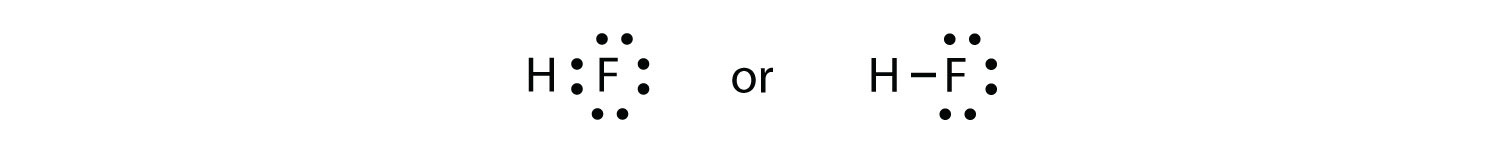 H : F : or H – F :